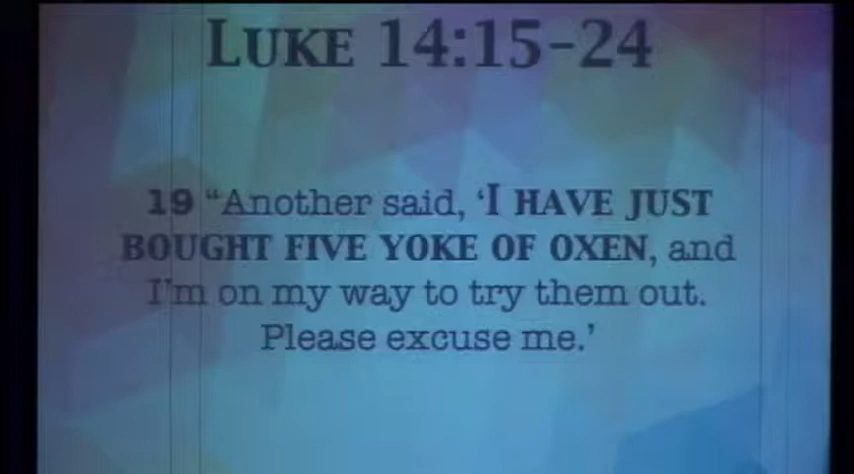 LUKE 14:15-24
19 "Another said, 'I HAVE JUST
BOUGHT FIVE YOKE OF OXEN, and
I'm on my way to try them out.
Please excuse me.'